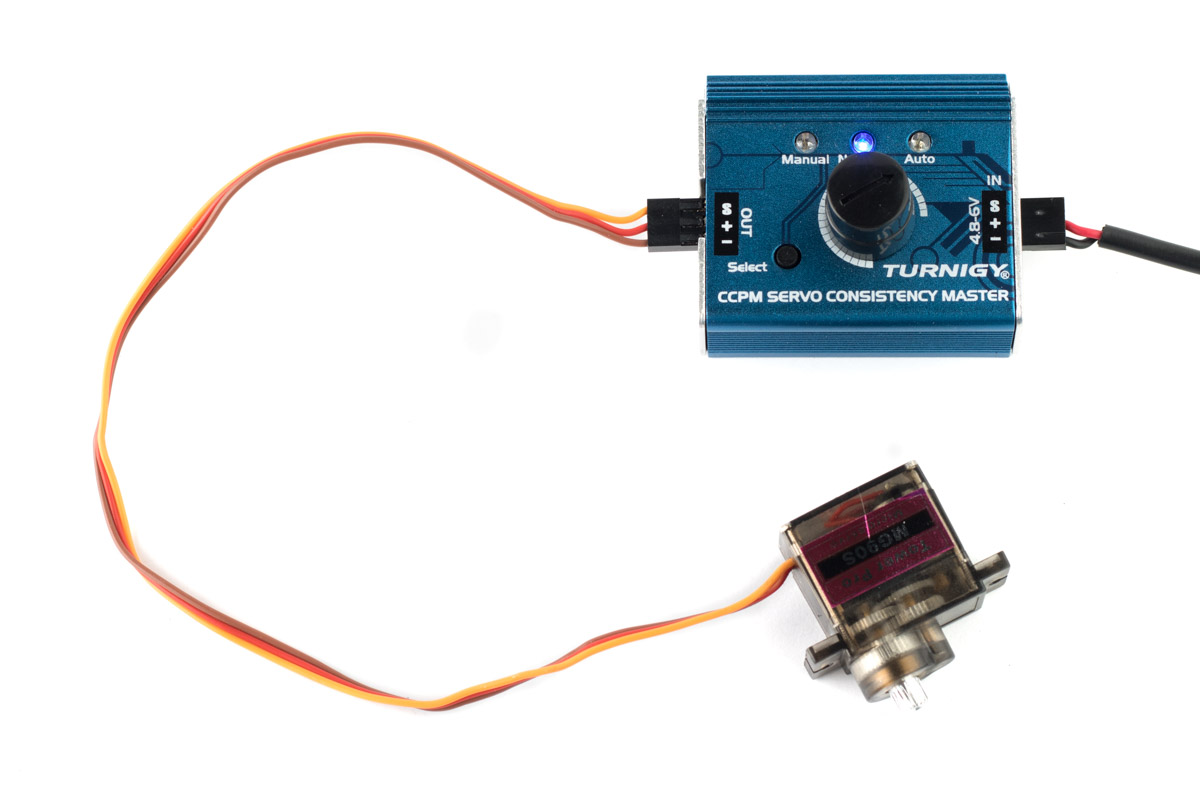 Manual
Auto
IN
S + -
OUT
4.8-6V
S + -
Select
TURNIGY®
CCPM SERVO CONSISTENCY MASTER
MG90S